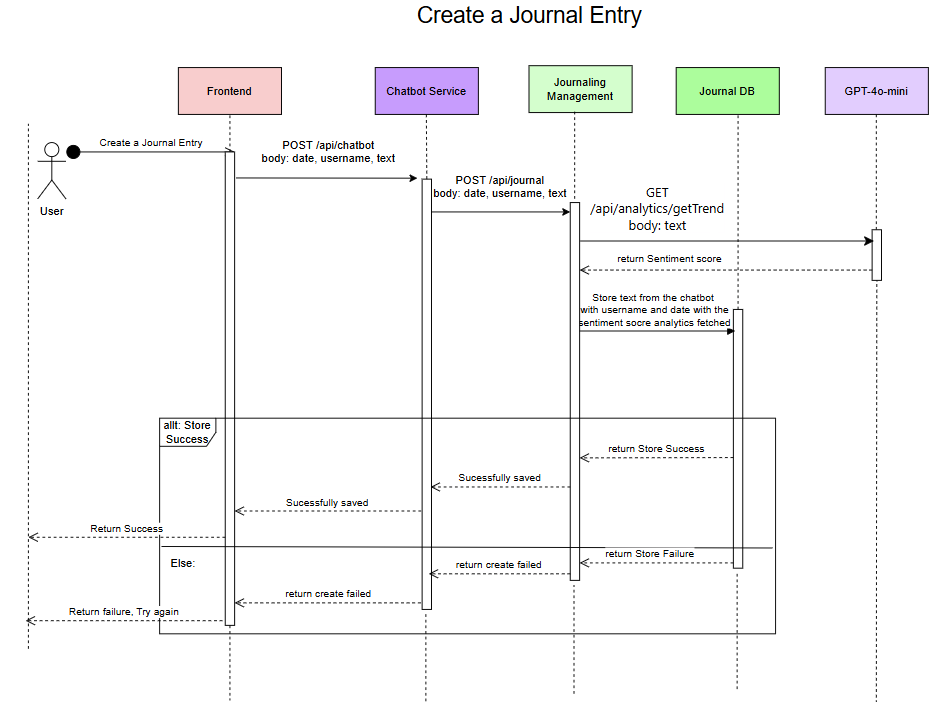 Create a Journal Entry
Frontend
Chatbot Service
Journaling
Management
Journal DB
GPT-4o-mini
User
Create a Journal Entry
POST /api/chatbot
body: date, username, text
POST /api/journal
body: date, username, text
GET
/api/analytics/getTrend
body: text
return Sentiment score
Store text from the chatbot
with username and date with the
sentiment socre analytics fetched
allt: Store
Success
return Store Success
Sucessfully saved
Sucessfully saved
Return Success
Else:
return Store Failure
return create failed
return create failed
Return failure, Try again